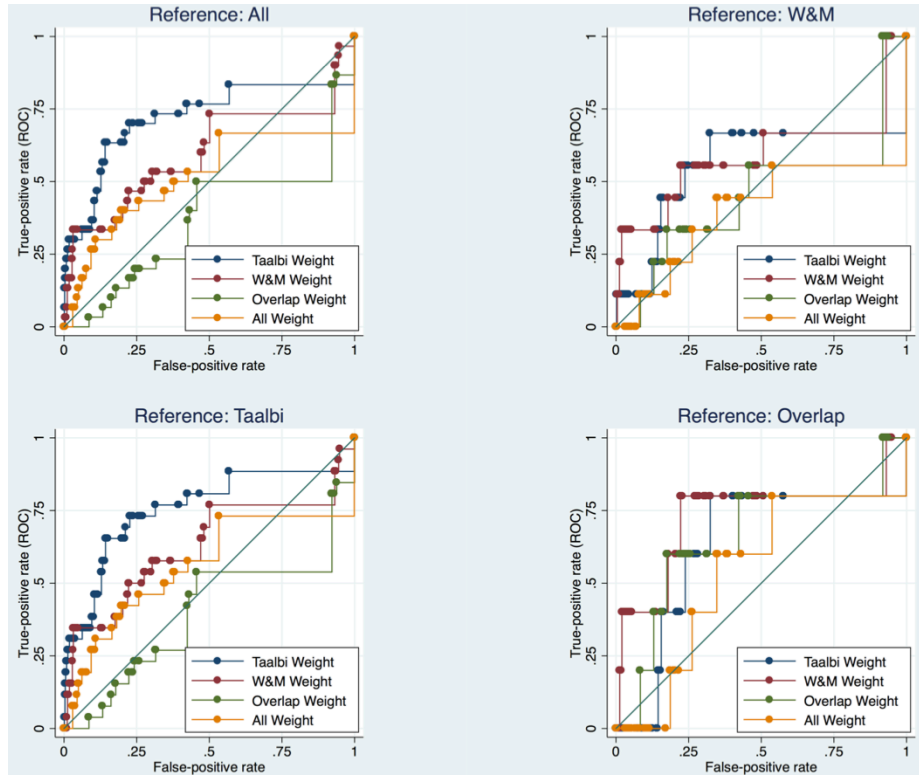 Reference: All
True-positive rate (ROC)
1
.75
.5
.25
0
0
.25
.5
.75
1
False-positive rate
Taalbi Weight
W&M Weight
Overlap Weight
All Weight
Reference: W&M
True-positive rate (ROC)
1
.75
.5
.25
0
0
.25
.5
.75
1
False-positive rate
Taalbi Weight
W&M Weight
Overlap Weight
All Weight
Reference: Taalbi
True-positive rate (ROC)
1
.75
.5
.25
0
0
.25
.5
.75
1
False-positive rate
Taalbi Weight
W&M Weight
Overlap Weight
All Weight
Reference: Overlap
True-positive rate (ROC)
1
.75
.5
.25
0
0
.25
.5
.75
1
False-positive rate
Taalbi Weight
W&M Weight
Overlap Weight
All Weight